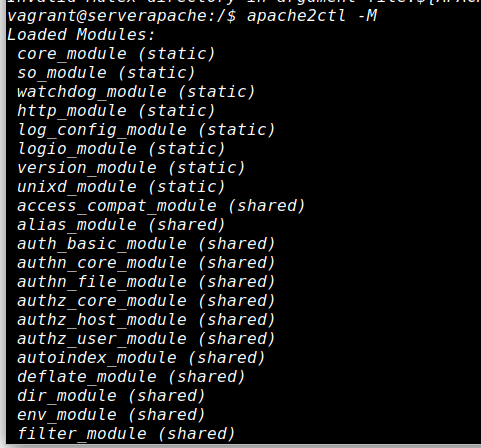 vagrant@serverapache:/$ apache2ctl -M
Loaded Modules:
core_module (static)
so_module (static)
watchdog_module (static)
http_module (static)
log_config_module (static)
logio_module (static)
version_module (static)
unixd_module (static)
access_compat_module (shared)
alias_module (shared)
auth_basic_module (shared)
authn_core_module (shared)
authn_file_module (shared)
authz_core_module (shared)
authz_host_module (shared)
authz_user_module (shared)
autoindex_module (shared)
deflate_module (shared)
dir_module (shared)
env_module (shared)
filter_module (shared)